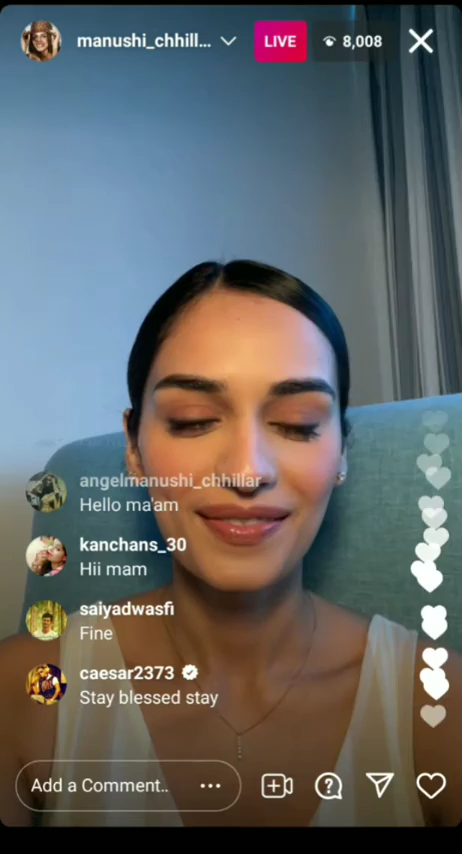 manushi_chhill...
LIVE
8,008
angelmanushi_chhillar
Hello ma'am
kanchans_30
Hii mam
saiyadwasfi
Fine
caesar2373
Stay blessed stay
Add a Comment..